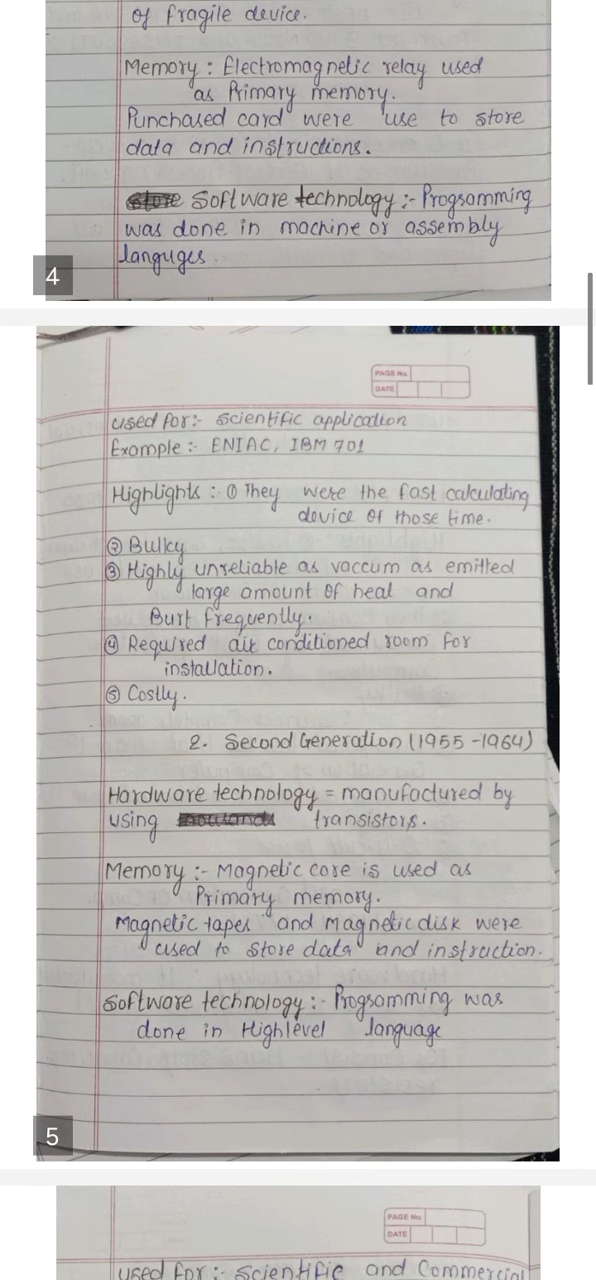 of fragile device.
Memory : Electromagnetic relay used
as Primary memory.
Punchased card were use to store
data and instructions.
Software technology :- Progsamming
was done in machine or assembly
languges.
4
PAGE No.
DATE
used for:- Scientific application
Example :- ENIAC, IBM 701
Highlights : ① They were the fast calculating
device of those time.
② Bulky
③ Highly unreliable as vaccum as emitted
large amount of heat and
Burt frequently.
④ Required air conditioned room for
installation.
⑤ Costly.
2. Second Generation (1955 - 1964)
Hardware technology = manufactured by
using transistors.
Memory :- Magnetic core is used as
Primary memory.
Magnetic tapes and magnetic disk were
used to store data and instruction.
Software technology :- Progsamming was
done in Highlevel language
5
PAGE No.
DATE
used for :- Scientific and Commercial